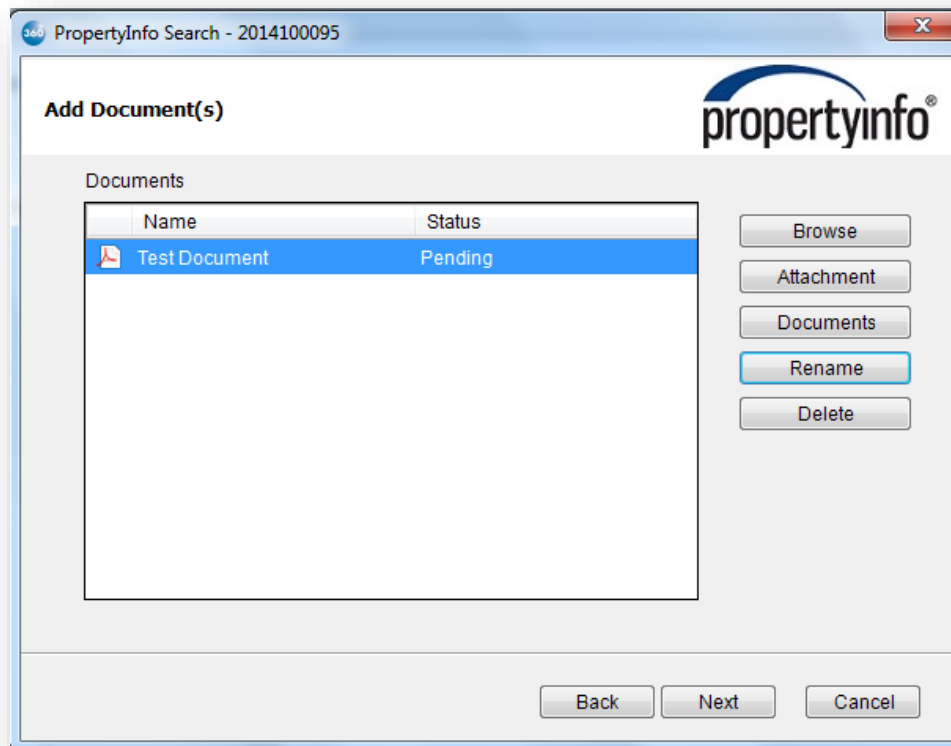 360 PropertyInfo Search - 2014100095
Add Document(s)
propertyinfo®
Documents
Name Status
Test Document Pending
Browse
Attachment
Documents
Rename
Delete
Back Next Cancel